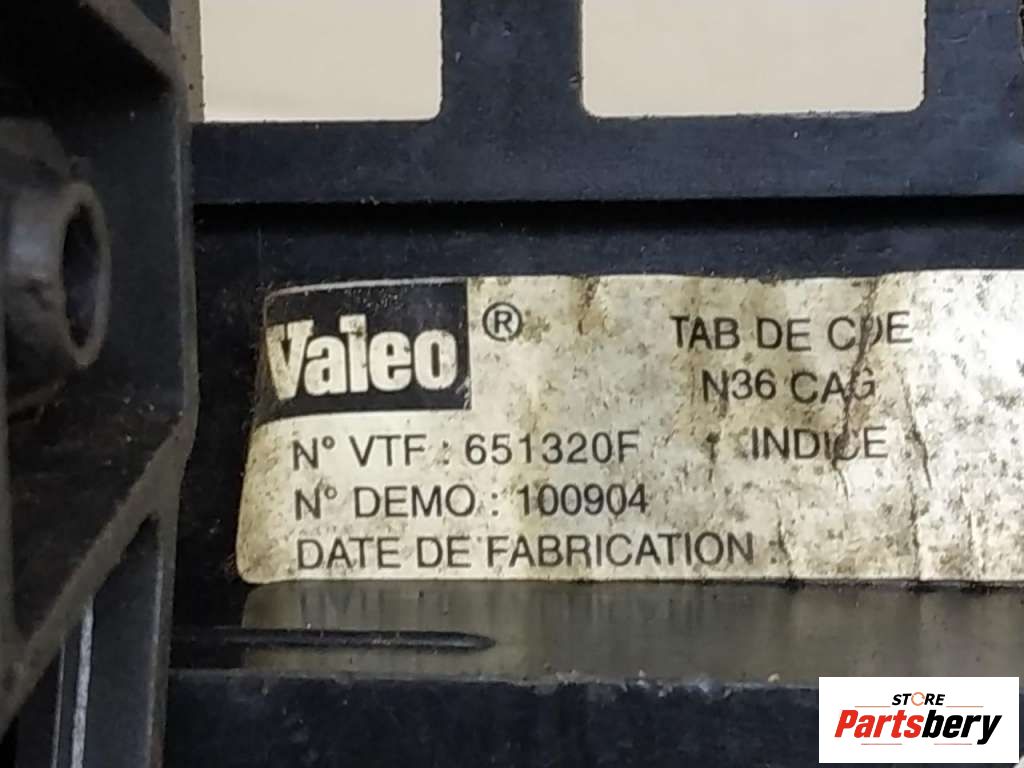 Valeo ®
TAB DE CDE
N36 CAG
N° VTF : 651320F INDICE :
N° DEMO : 100904
DATE DE FABRICATION :
STORE
Partsbery